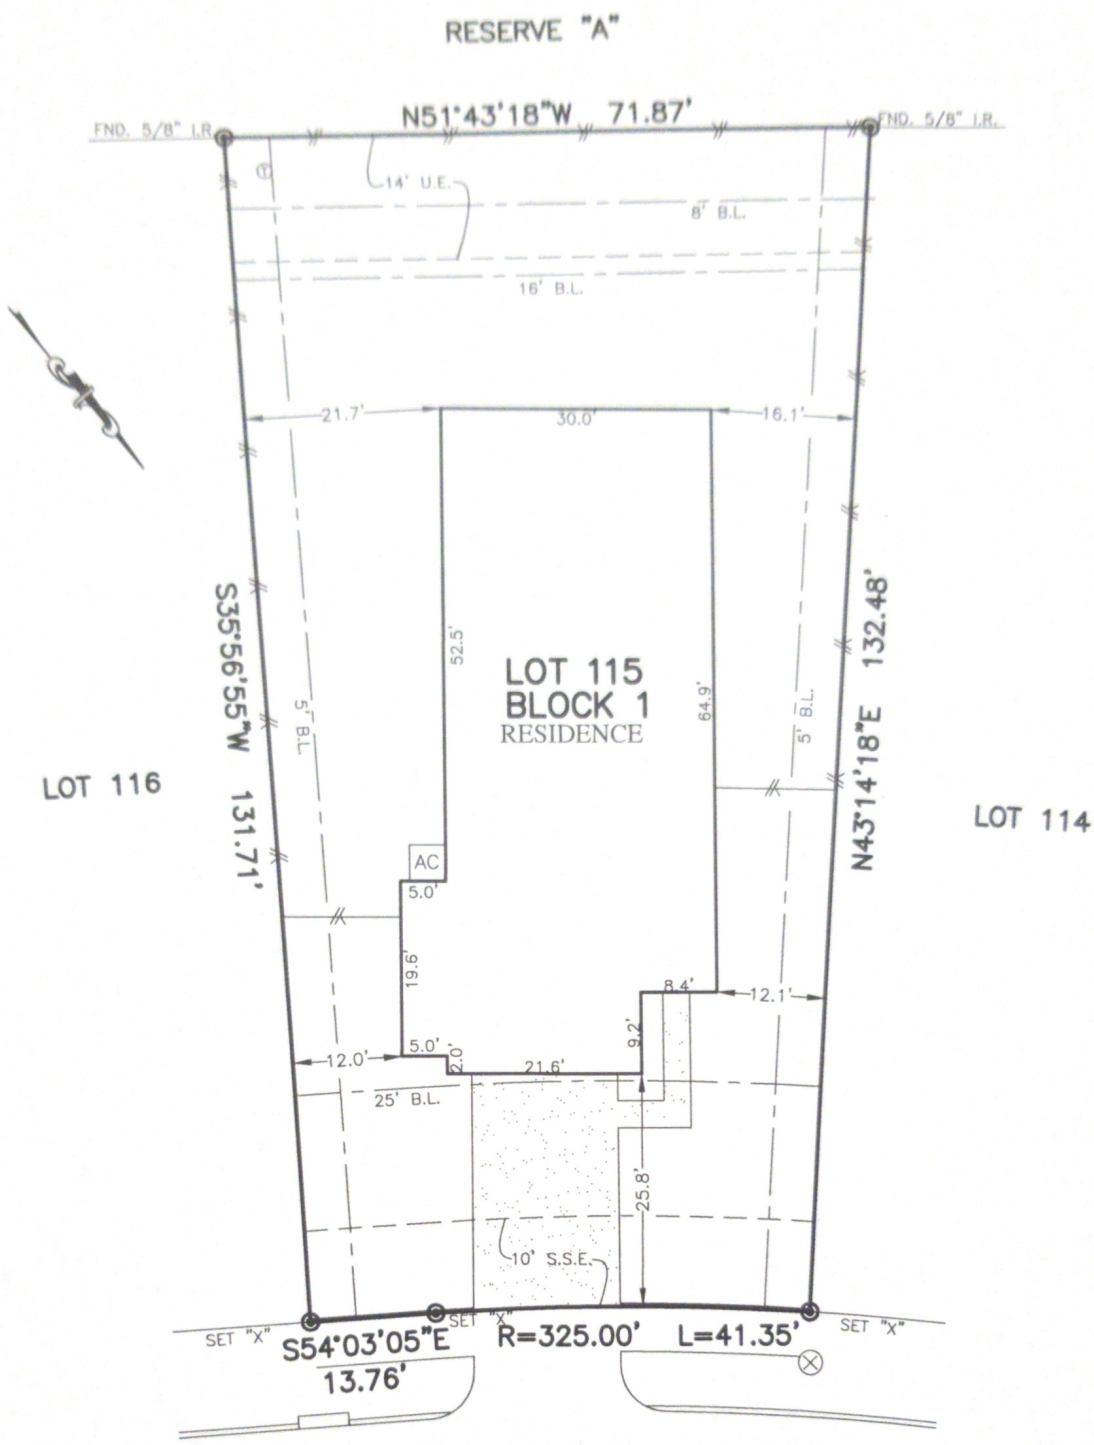 RESERVE "A"
N51°43'18"W 71.87'
FND. 5/8" I.R.
FND. 5/8" I.R.
T
14' U.E.
8' B.L.
16' B.L.
21.7'
30.0'
16.1'
S35°56'55"W 131.71'
52.5'
LOT 115
BLOCK 1
RESIDENCE
64.9'
N43°14'18"E 132.48'
5' B.L.
5' B.L.
LOT 116
LOT 114
AC
5.0'
19.6'
8.4'
12.1'
9.2'
5.0'
2.0'
12.0'
21.6'
25' B.L.
25.8'
10' S.S.E.
SET "X"
SET "X"
SET "X"
S54°03'05"E
13.76'
R=325.00' L=41.35'